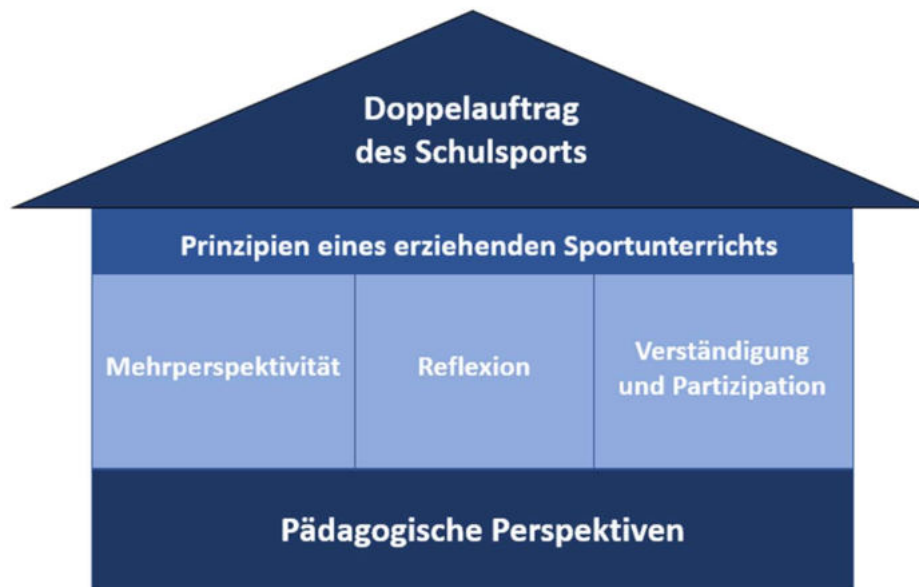 Doppelauftrag
des Schulsports
Prinzipien eines erziehenden Sportunterrichts
Mehrperspektivität
Reflexion
Verständigung
und Partizipation
Pädagogische Perspektiven